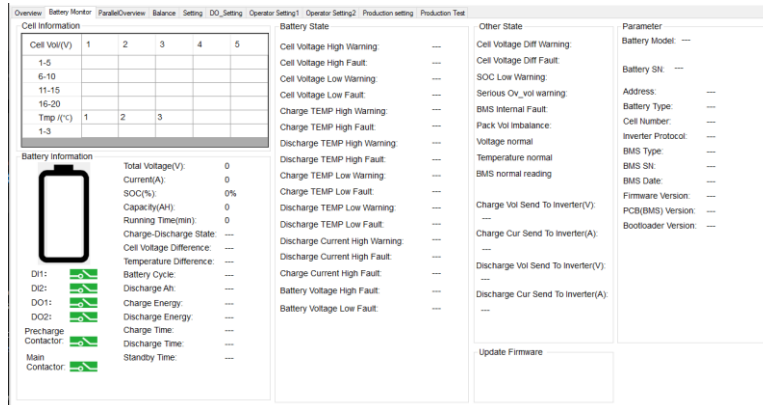 Overview Battery Monitor ParallelOverview Balance Setting DO_Setting Operator Setting1 Operator Setting2 Production setting Production Test
Cell Information
Cell Vol/(V) 1 2 3 4 5
1-5
6-10
11-15
16-20
Tmp /(℃) 1 2 3
1-3
Battery Information
Total Voltage(V): 0
Current(A): 0
SOC(%): 0%
Capacity(AH): 0
Running Time(min): 0
Charge-Discharge State: ---
Cell Voltage Difference: ---
Temperature Difference: ---
Battery Cycle: ---
Discharge Ah: ---
Charge Energy: ---
Discharge Energy: ---
Charge Time: ---
Discharge Time: ---
Standby Time: ---
DI1:
DI2:
DO1:
DO2:
Precharge
Contactor:
Main
Contactor:
Battery State
Cell Voltage High Warning: ---
Cell Voltage High Fault: ---
Cell Voltage Low Warning: ---
Cell Voltage Low Fault: ---
Charge TEMP High Warning: ---
Charge TEMP High Fault: ---
Discharge TEMP High Warning: ---
Discharge TEMP High Fault: ---
Charge TEMP Low Warning: ---
Charge TEMP Low Fault: ---
Discharge TEMP Low Warning: ---
Discharge TEMP Low Fault: ---
Discharge Current High Warning: ---
Discharge Current High Fault: ---
Charge Current High Fault: ---
Battery Voltage High Fault: ---
Battery Voltage Low Fault: ---
Other State
Cell Voltage Diff Warning:
Cell Voltage Diff Fault:
SOC Low Warning:
Serious Ov_vol warning:
BMS Internal Fault:
Pack Vol Imbalance:
Voltage normal
Temperature normal
BMS normal reading
Charge Vol Send To Inverter(V):
---
Charge Cur Send To Inverter(A):
---
Discharge Vol Send To Inverter(V):
---
Discharge Cur Send To Inverter(A):
---
Update Firmware
Parameter
Battery Model: ---
Battery SN: ---
Address: ---
Battery Type: ---
Cell Number: ---
Inverter Protocol: ---
BMS Type: ---
BMS SN: ---
BMS Date: ---
Firmware Version: ---
PCB(BMS) Version: ---
Bootloader Version: ---